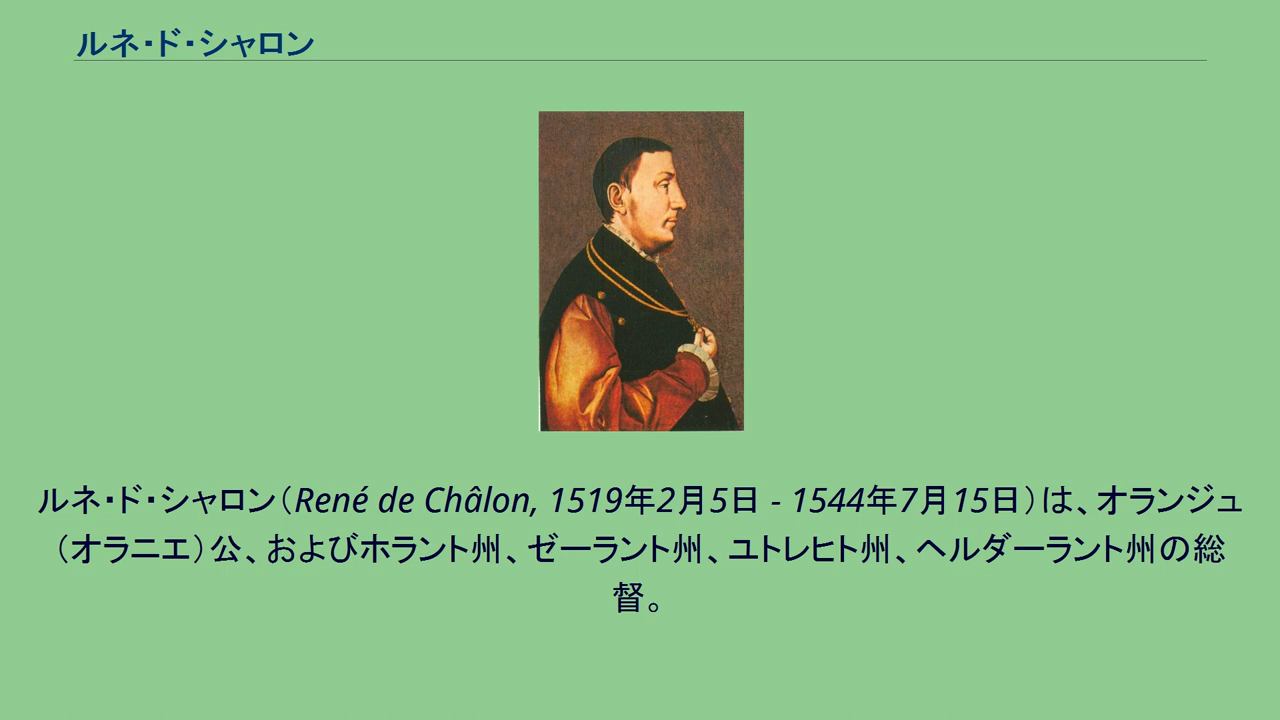 ルネ・ド・シャロン
ルネ・ド・シャロン（René de Châlon, 1519年2月5日 - 1544年7月15日）は、オランジュ
（オラニエ）公、およびホラント州、ゼーラント州、ユトレヒト州、ヘルダーラント州の総
督。